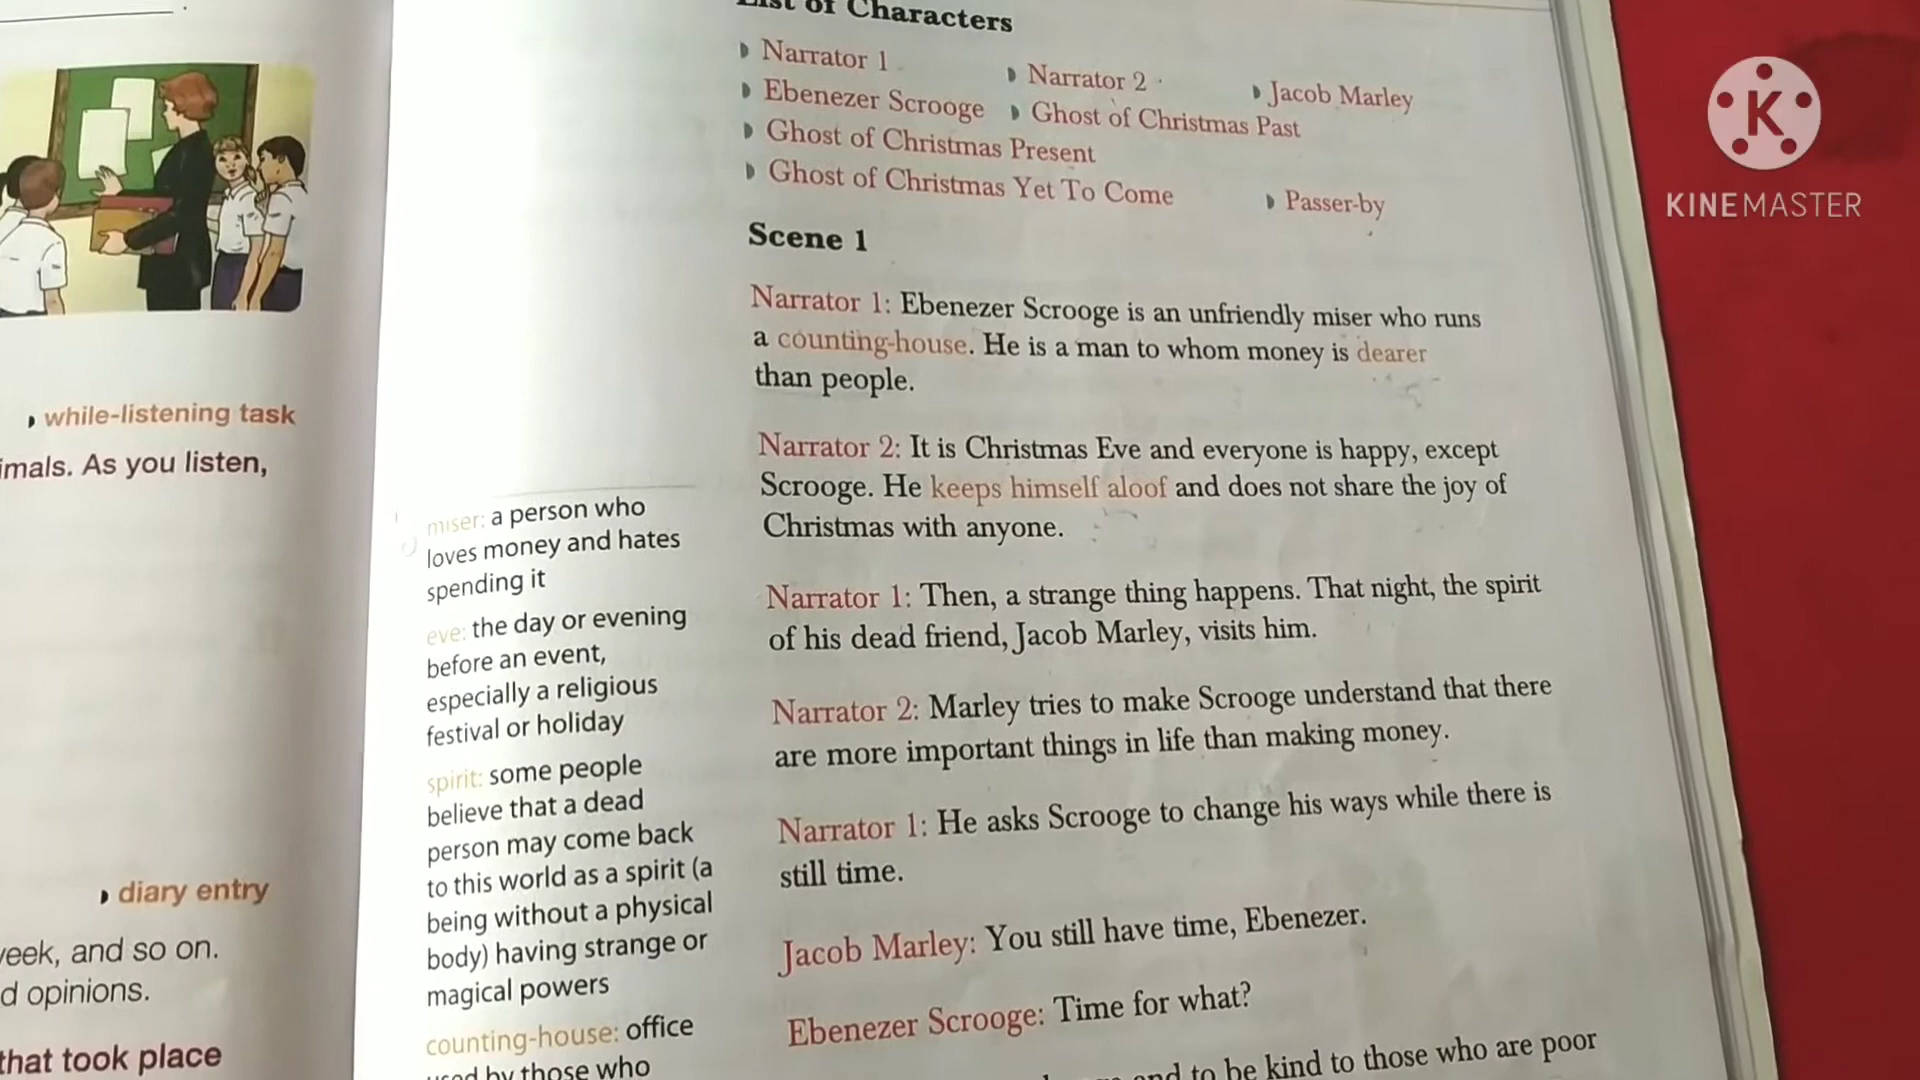 List of Characters
Narrator 1
Narrator 2
Jacob Marley
Ebenezer Scrooge
Ghost of Christmas Past
Ghost of Christmas Present
Ghost of Christmas Yet To Come
Passer-by
Scene 1
Narrator 1: Ebenezer Scrooge is an unfriendly miser who runs
a counting-house. He is a man to whom money is dearer
than people.
Narrator 2: It is Christmas Eve and everyone is happy, except
Scrooge. He keeps himself aloof and does not share the joy of
Christmas with anyone.
Narrator 1: Then, a strange thing happens. That night, the spirit
of his dead friend, Jacob Marley, visits him.
Narrator 2: Marley tries to make Scrooge understand that there
are more important things in life than making money.
Narrator 1: He asks Scrooge to change his ways while there is
still time.
Jacob Marley: You still have time, Ebenezer.
Ebenezer Scrooge: Time for what?
and to be kind to those who are poor
miser: a person who
loves money and hates
spending it
eve: the day or evening
before an event,
especially a religious
festival or holiday
spirit: some people
believe that a dead
person may come back
to this world as a spirit (a
being without a physical
body) having strange or
magical powers
counting-house: office
used by those who
while-listening task
imals. As you listen,
diary entry
week, and so on.
d opinions.
that took place
K
KINEMASTER